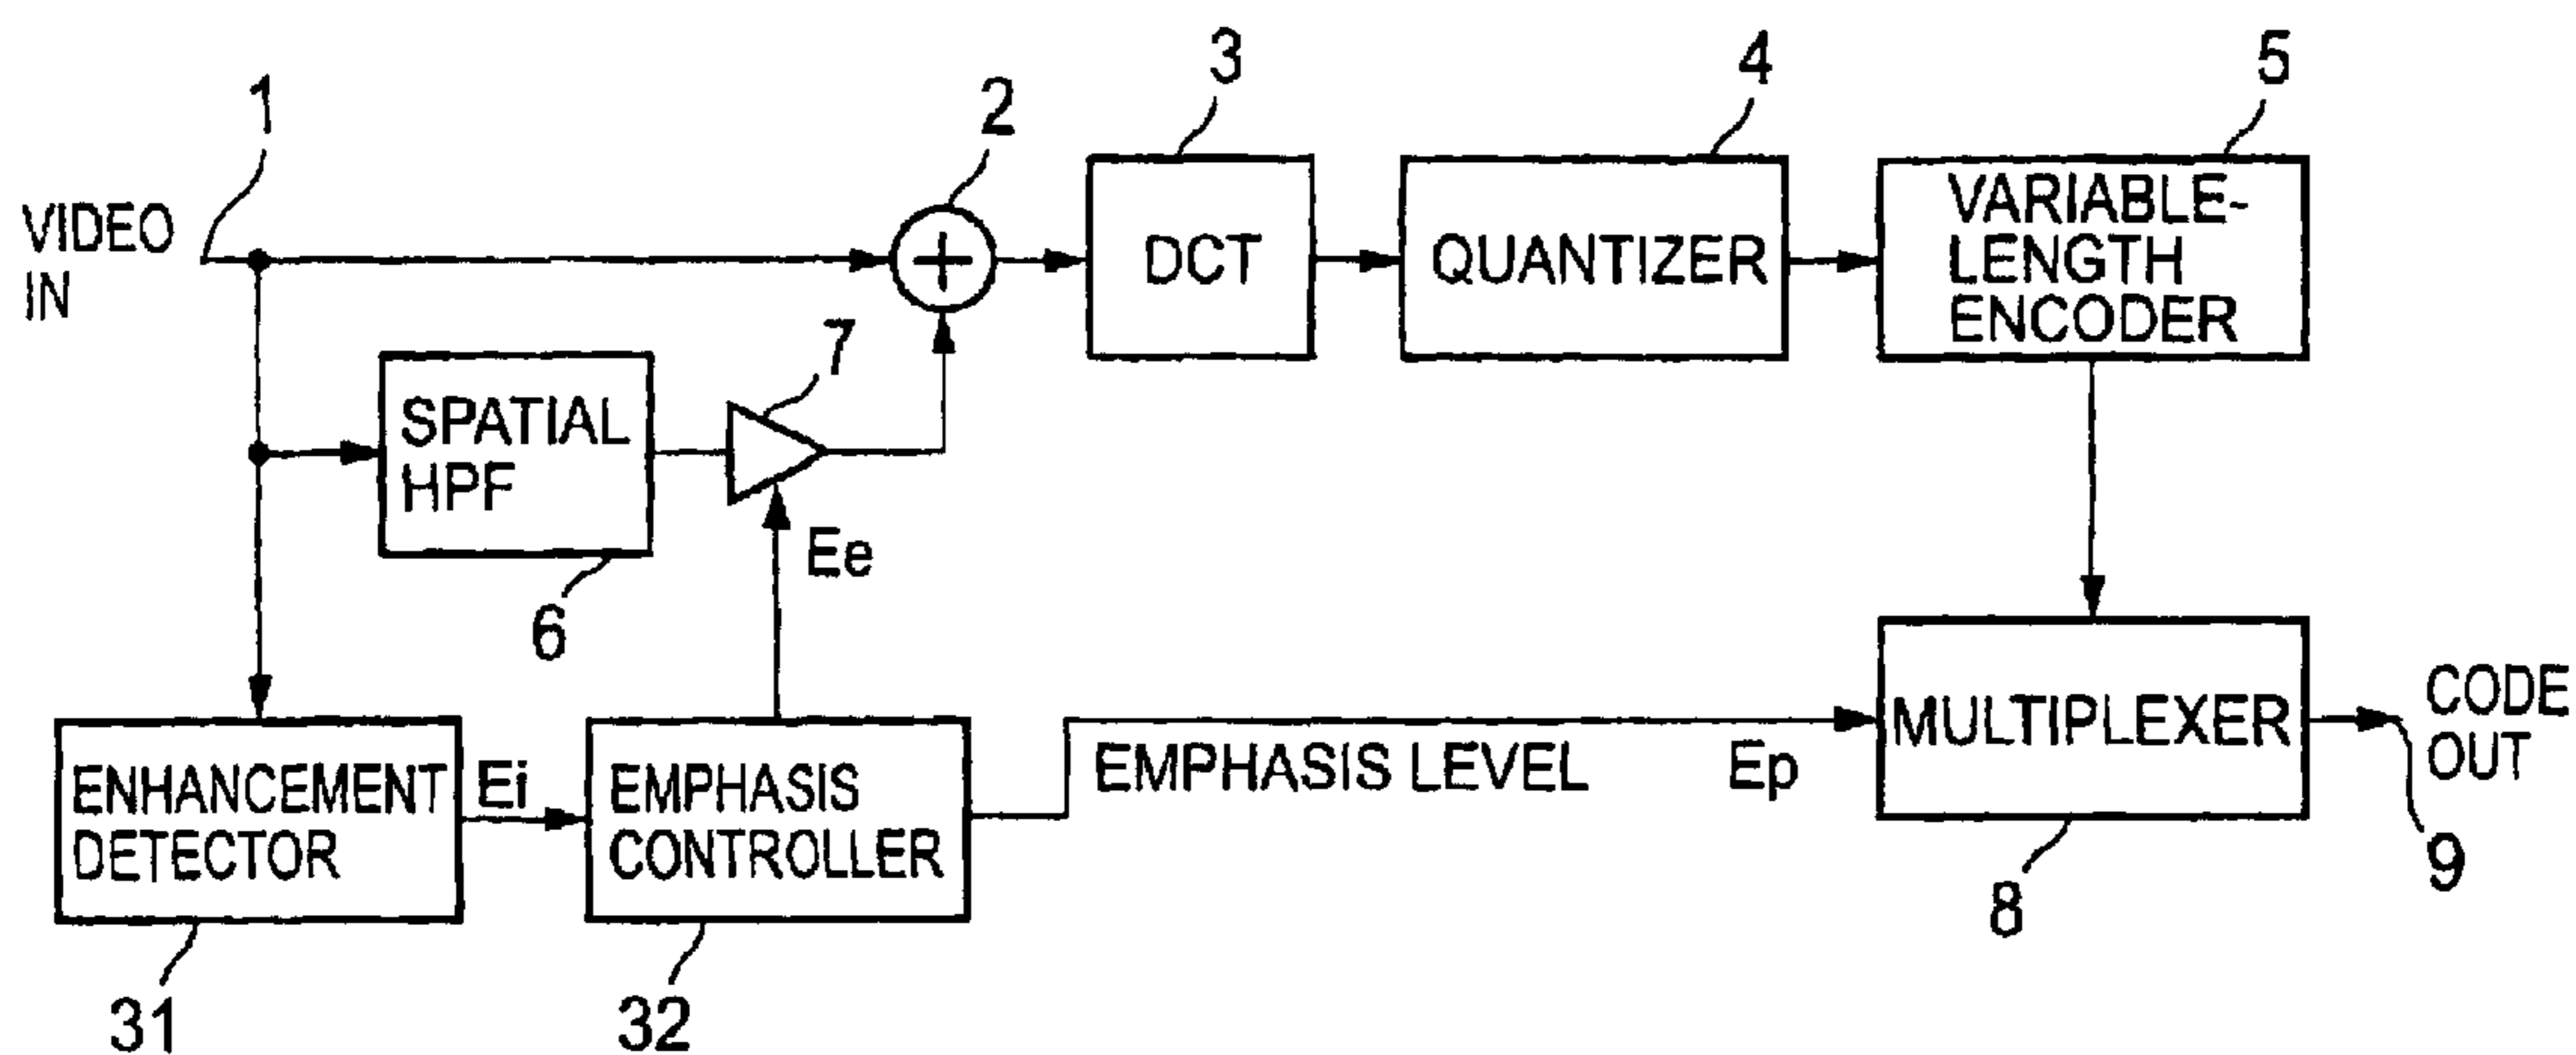 1
2
3
4
5
VIDEO
IN
DCT
QUANTIZER
VARIABLE-
LENGTH
ENCODER
7
SPATIAL
HPF
6
Ee
ENHANCEMENT
DETECTOR
Ei
EMPHASIS
CONTROLLER
EMPHASIS LEVEL
Ep
MULTIPLEXER
CODE
OUT
31
32
8
9